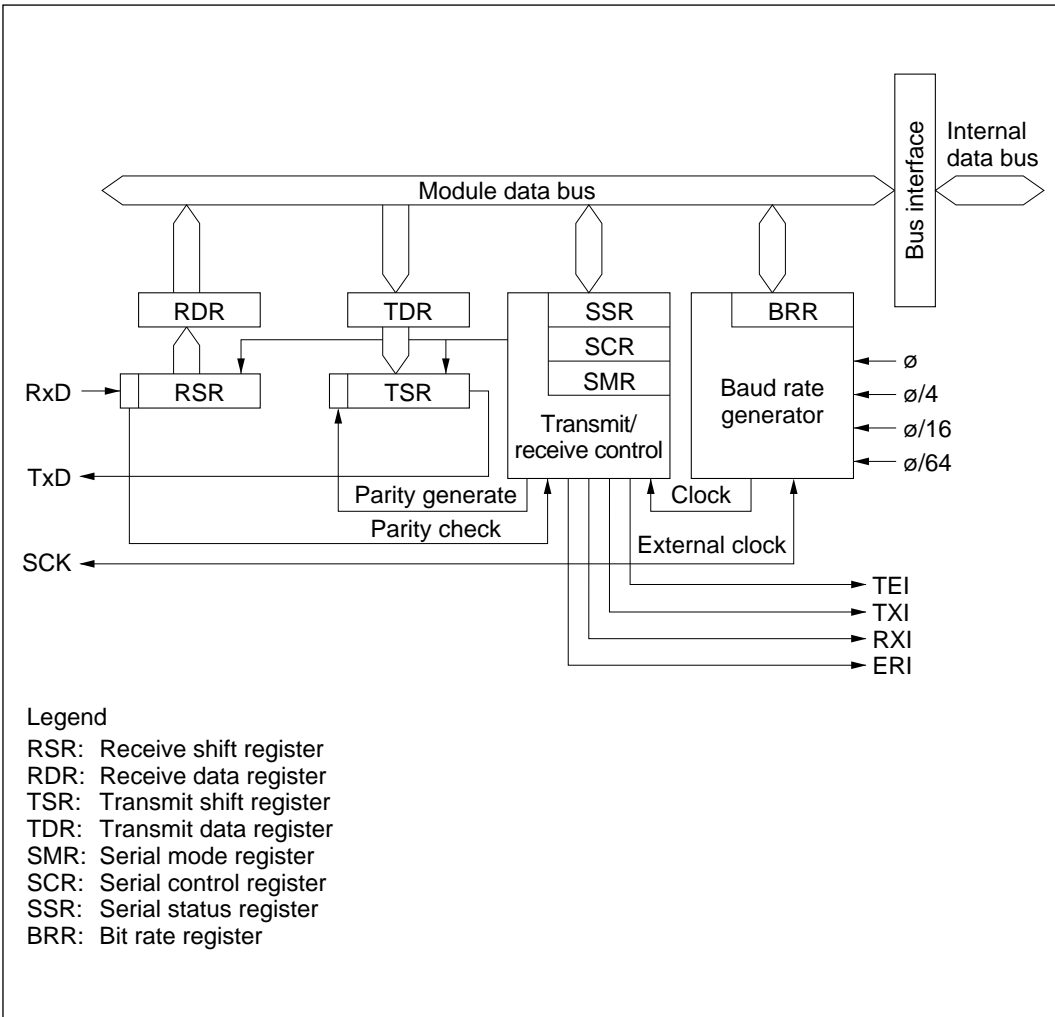 Internal
data bus
Bus interface
Module data bus
RDR
TDR
SSR
BRR
SCR
RxD
RSR
TSR
SMR
Baud rate
generator
ø
ø/4
ø/16
ø/64
Transmit/
receive control
TxD
Parity generate
Clock
Parity check
External clock
SCK
TEI
TXI
RXI
ERI
Legend
RSR: Receive shift register
RDR: Receive data register
TSR: Transmit shift register
TDR: Transmit data register
SMR: Serial mode register
SCR: Serial control register
SSR: Serial status register
BRR: Bit rate register